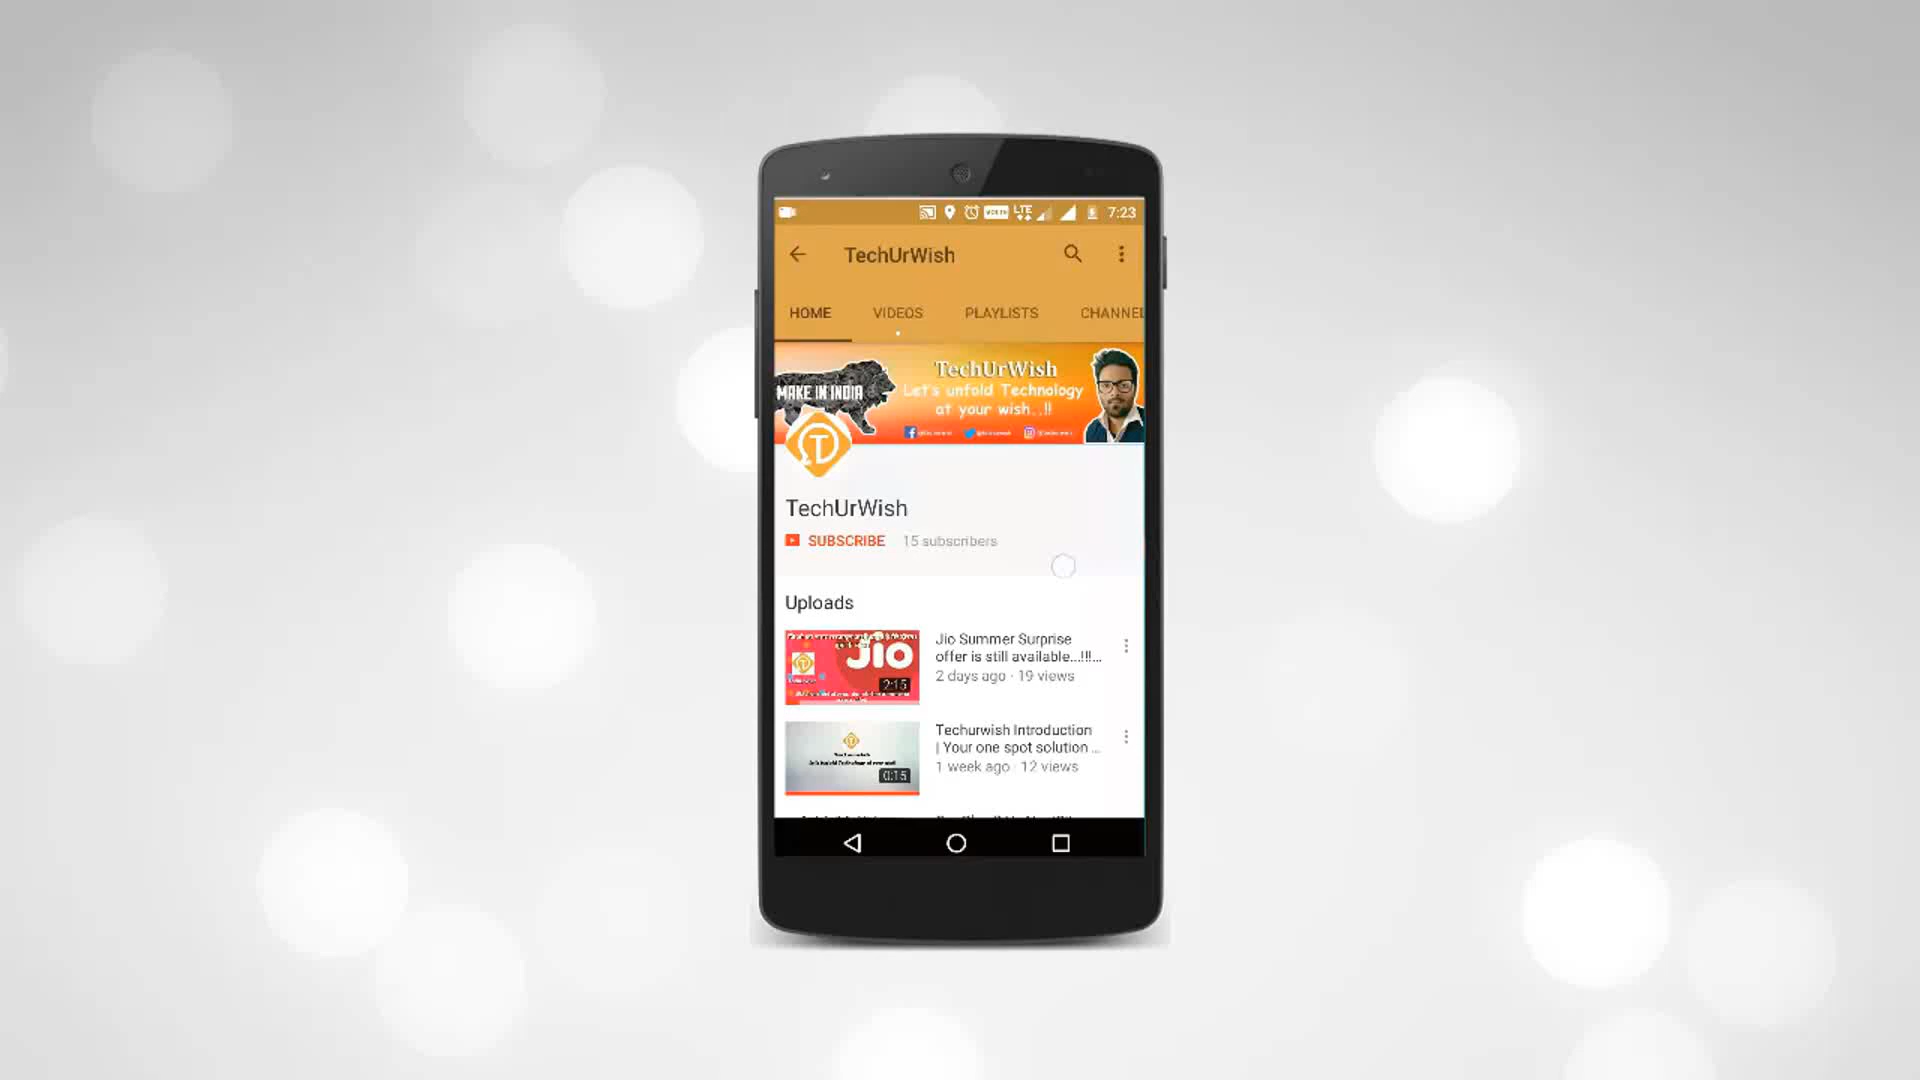 VOLTE LTE 7:23
TechUrWish
HOME VIDEOS PLAYLISTS CHANNEL
MAKE IN INDIA
TechUrWish
Let's unfold Technology
at your wish..!!
TechUrWish
SUBSCRIBE 15 subscribers
Uploads
Jio
2:15
Jio Summer Surprise
offer is still available...!!!...
2 days ago · 19 views
0:15
Techurwish Introduction
| Your one spot solution ...
1 week ago · 12 views